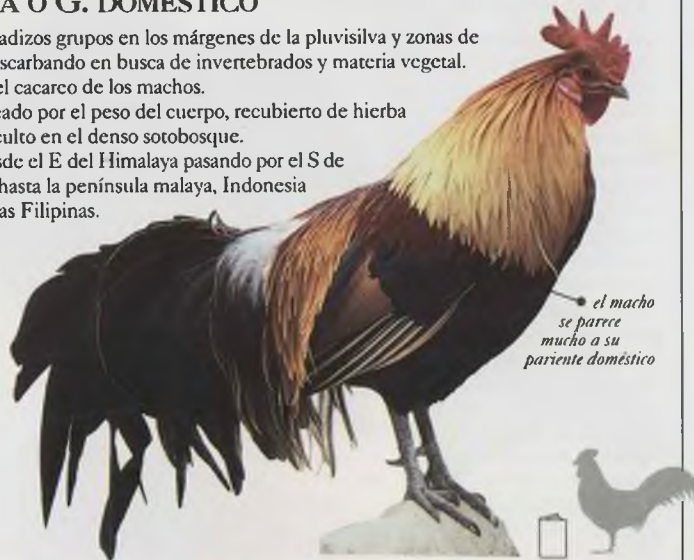 A O G. DOMÉSTICO
adizos grupos en los márgenes de la pluvisilva y zonas de
scarbando en busca de invertebrados y materia vegetal.
el cacareo de los machos.
eado por el peso del cuerpo, recubierto de hierba
culto en el denso sotobosque.
sde el E del Himalaya pasando por el S de
hasta la península malaya, Indonesia
as Filipinas.
el macho
se parece
mucho a su
pariente doméstico